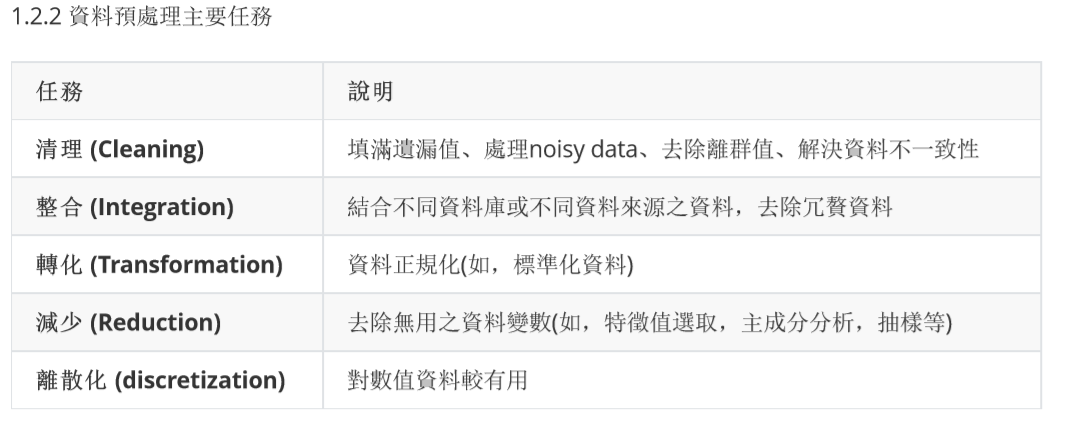 1.2.2 資料預處理主要任務
任務 說明
清理 (Cleaning) 填滿遺漏值、處理noisy data、去除離群值、解決資料不一致性
整合 (Integration) 結合不同資料庫或不同資料來源之資料，去除冗贅資料
轉化 (Transformation) 資料正規化(如，標準化資料)
減少 (Reduction) 去除無用之資料變數(如，特徵值選取，主成分分析，抽樣等)
離散化 (discretization) 對數值資料較有用